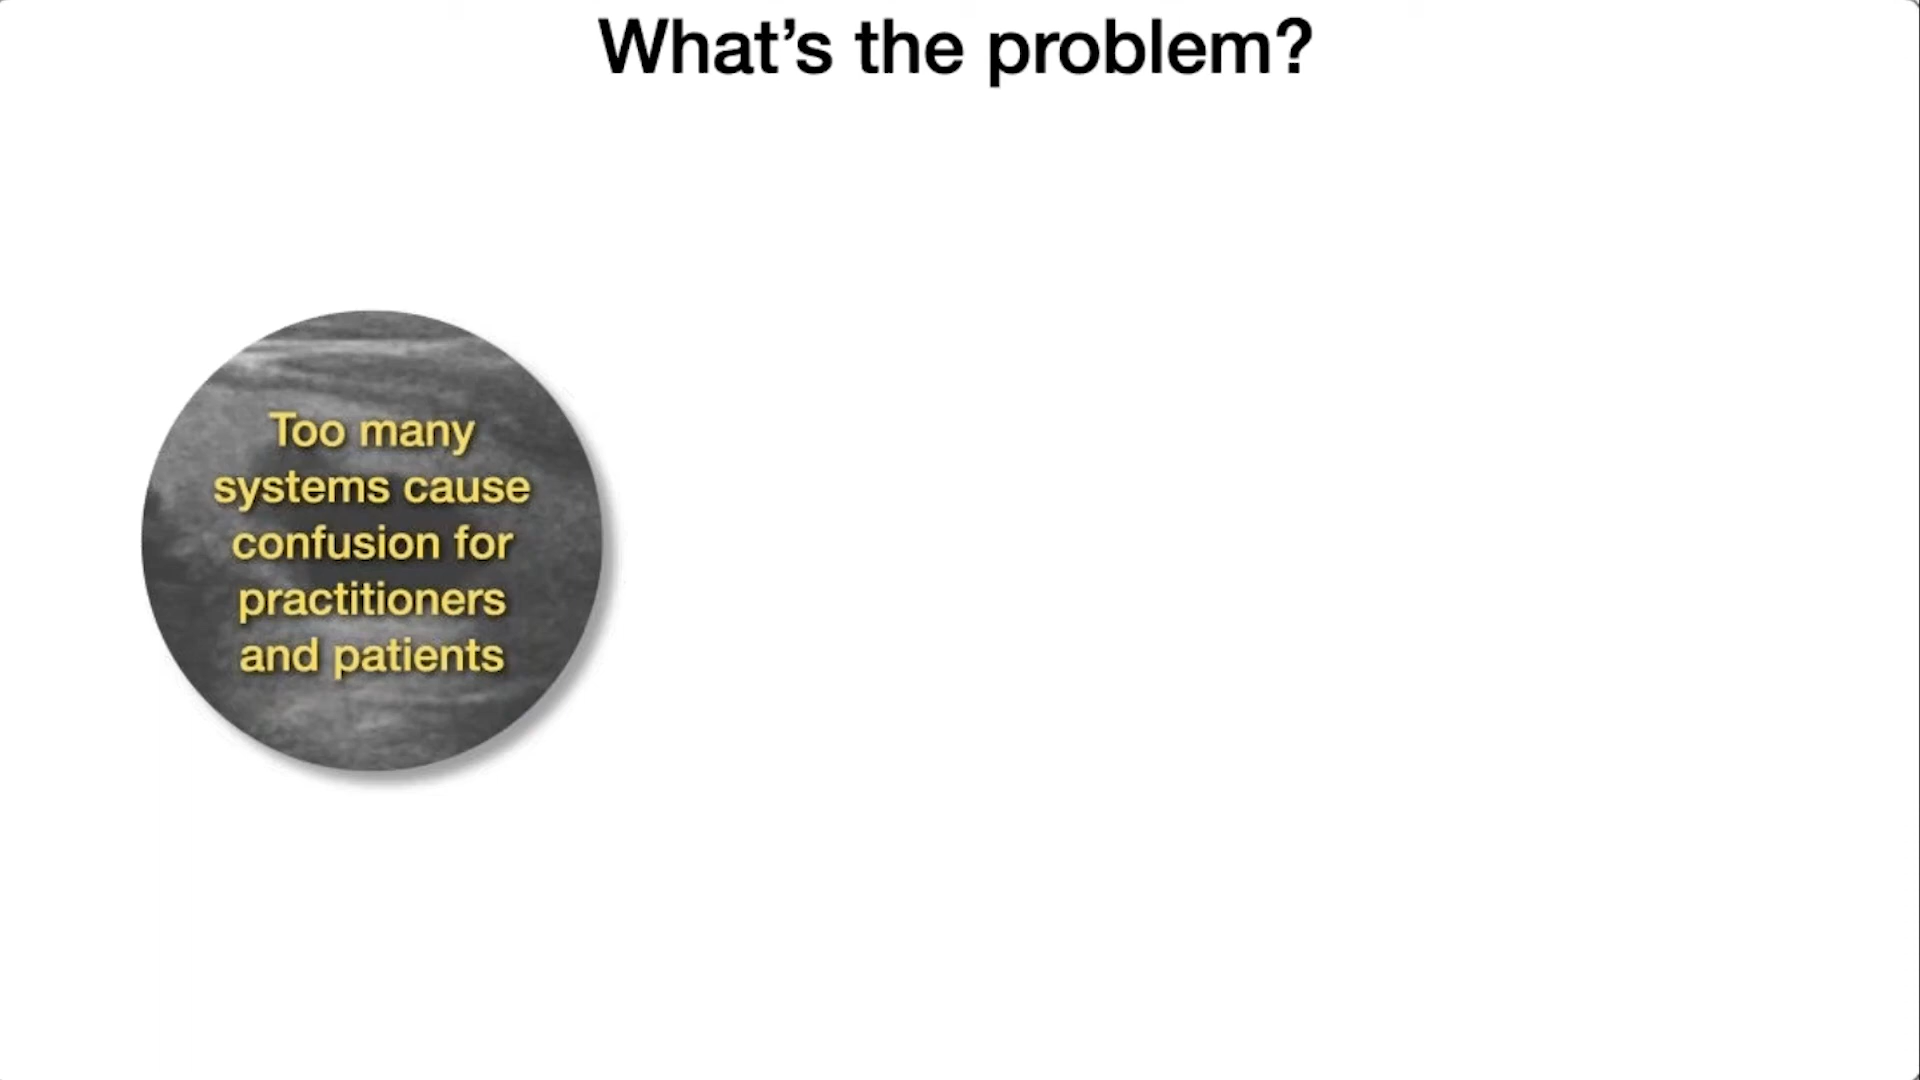 What’s the problem?
Too many
systems cause
confusion for
practitioners
and patients